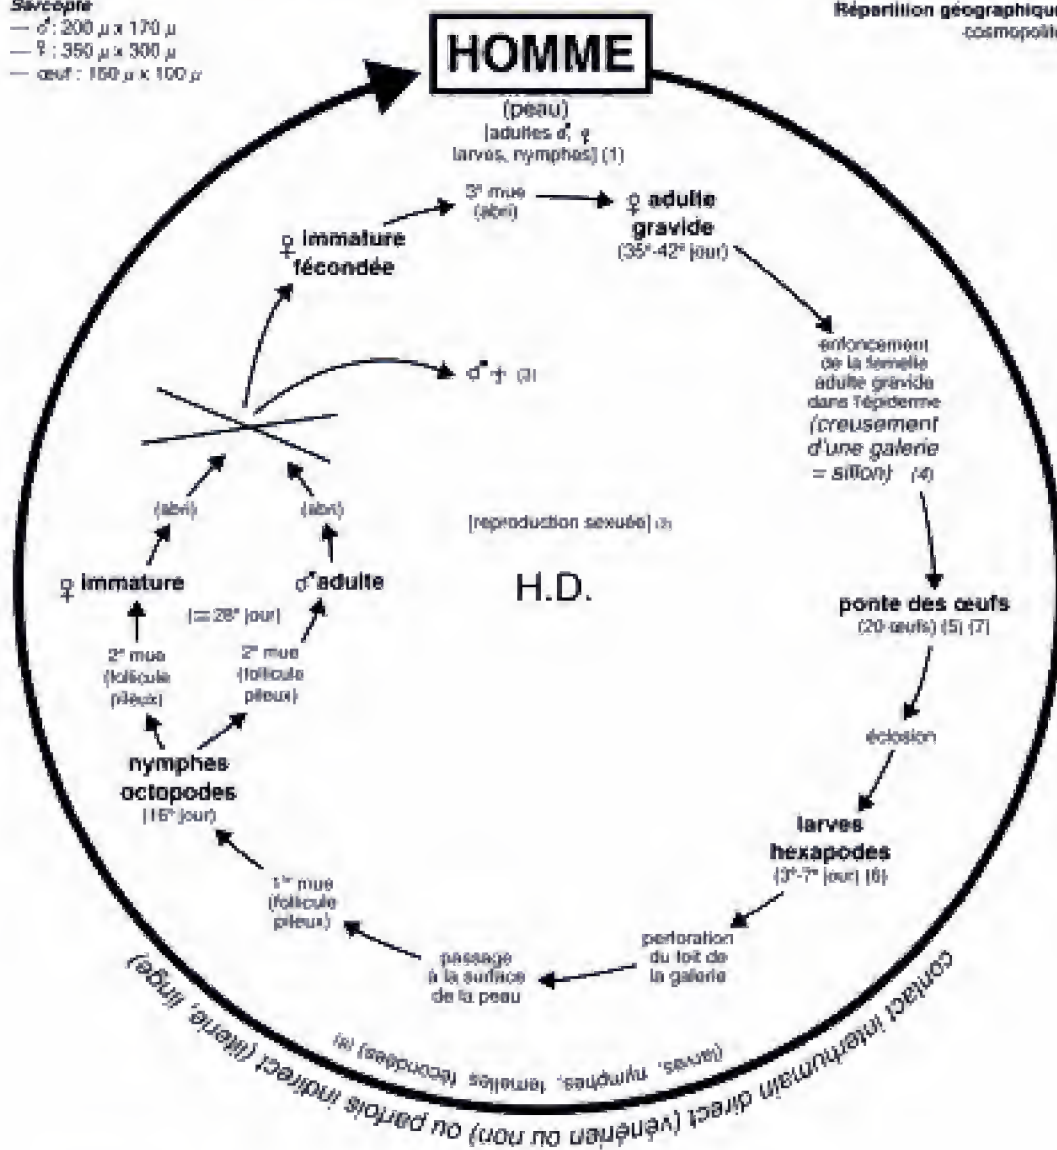 Sarcopte
— ♂ : 200 µ x 170 µ
— ♀ : 350 µ x 300 µ
— œuf : 150 µ x 100 µ
Répartition géographique
cosmopolite
HOMME
(peau)
[adultes ♂, ♀
larves, nymphes] (1)
3e mue
(abri)
♀ adulte
gravide
(35e-42e jour)
♀ immature
fécondée
enfoncement
de la femelle
adulte gravide
dans l'épiderme
(creusement
d'une galerie
= sillon) (4)
♂ † (3)
(abri)
(abri)
[reproduction sexuée] (2)
♀ immature
♂ adulte
H.D.
(= 28e jour)
ponte des œufs
(20 œufs) (5) (7)
2e mue
(follicule
pileux)
2e mue
(follicule
pileux)
éclosion
nymphes
octopodes
(16e jour)
larves
hexapodes
(3e-7e jour) (6)
1re mue
(follicule
pileux)
passage
à la surface
de la peau
perforation
du toit de
la galerie
(larves, nymphes, femelles fécondées)
contact interhumain direct (vénérien ou non) ou parfois indirect (literie, linge)